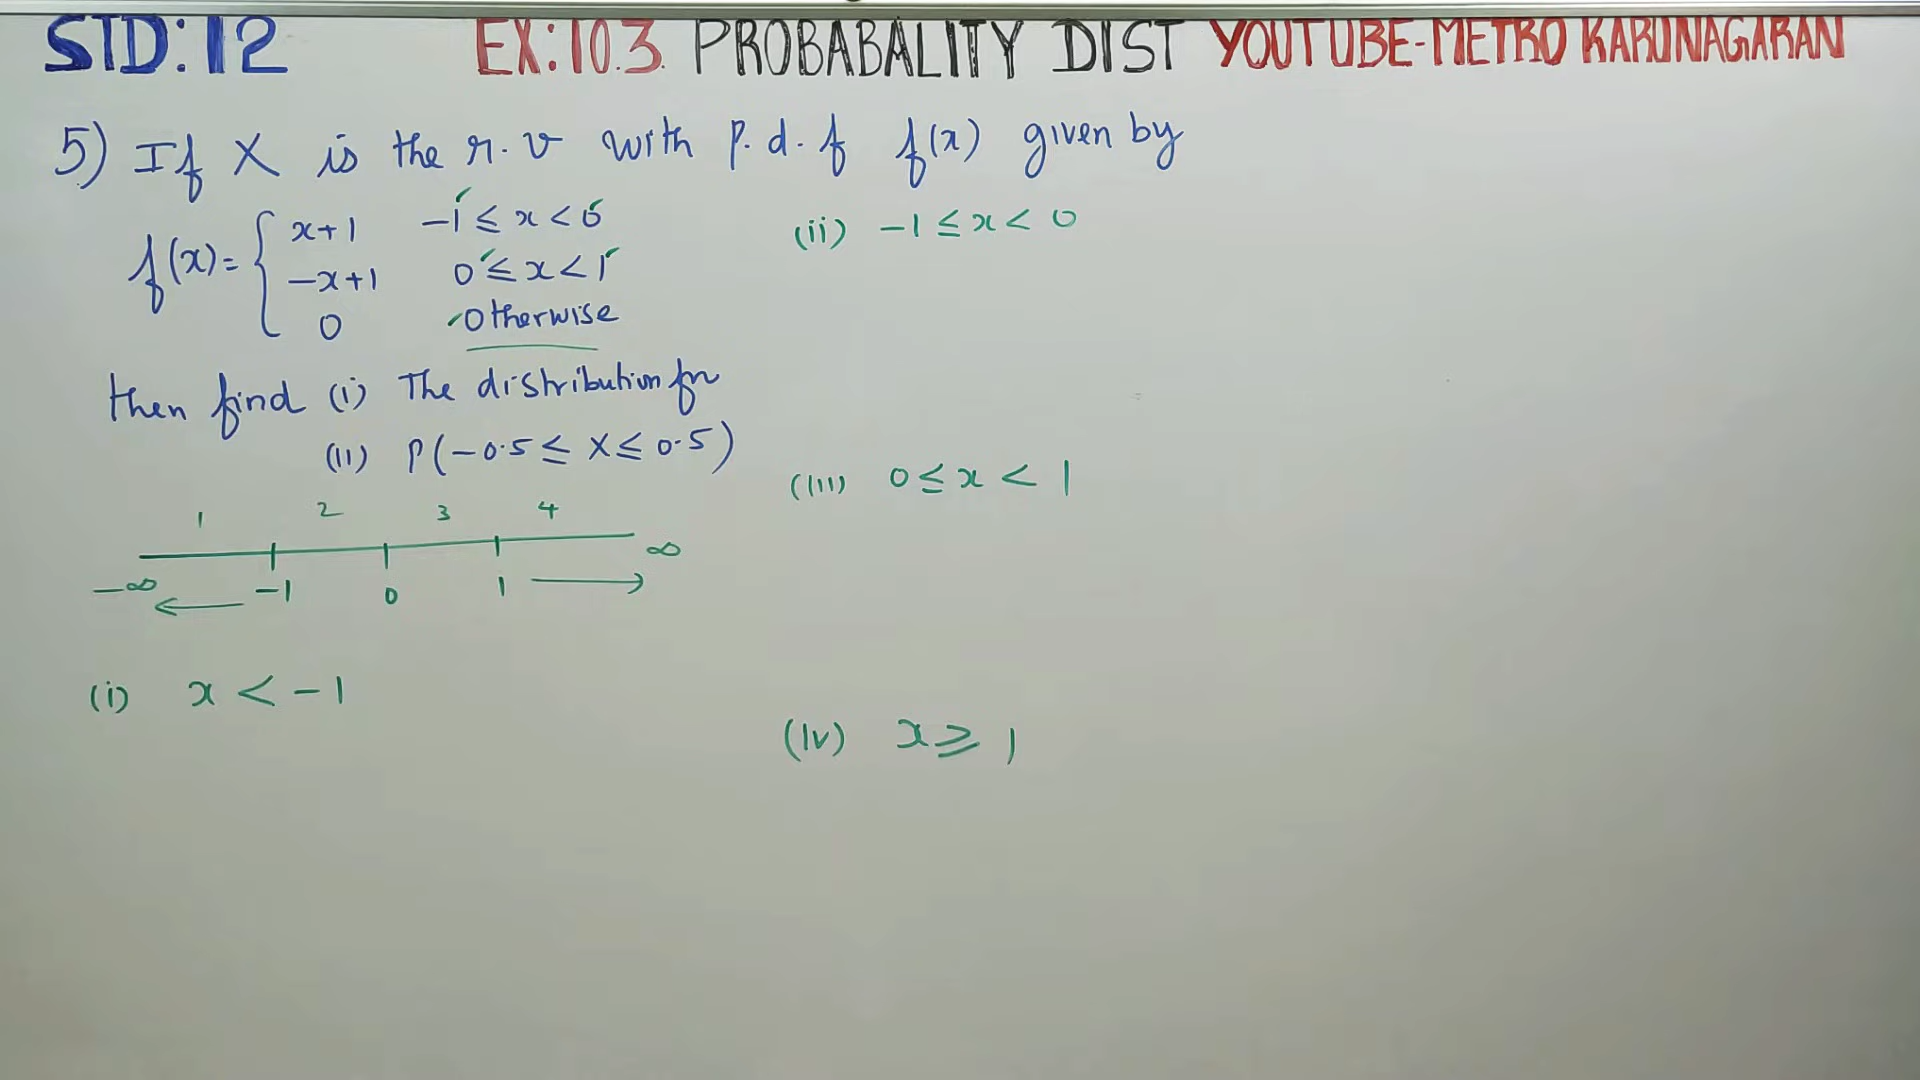 STD:12 EX:10.3. PROBABALITY DIST YOUTUBE-METRO KARUNAGARAN
5) If X is the r.v with p.d.f f(x) given by
f(x)= { x+1 -1 ≤ x < 0
-x+1 0 ≤ x < 1
0 Otherwise
then find (i) The distribution fn
(ii) P(-0.5 ≤ X ≤ 0.5)
1 2 3 4
-∞ -1 0 1 ∞
(i) x < -1
(ii) -1 ≤ x < 0
(iii) 0 ≤ x < 1
(iv) x ≥ 1